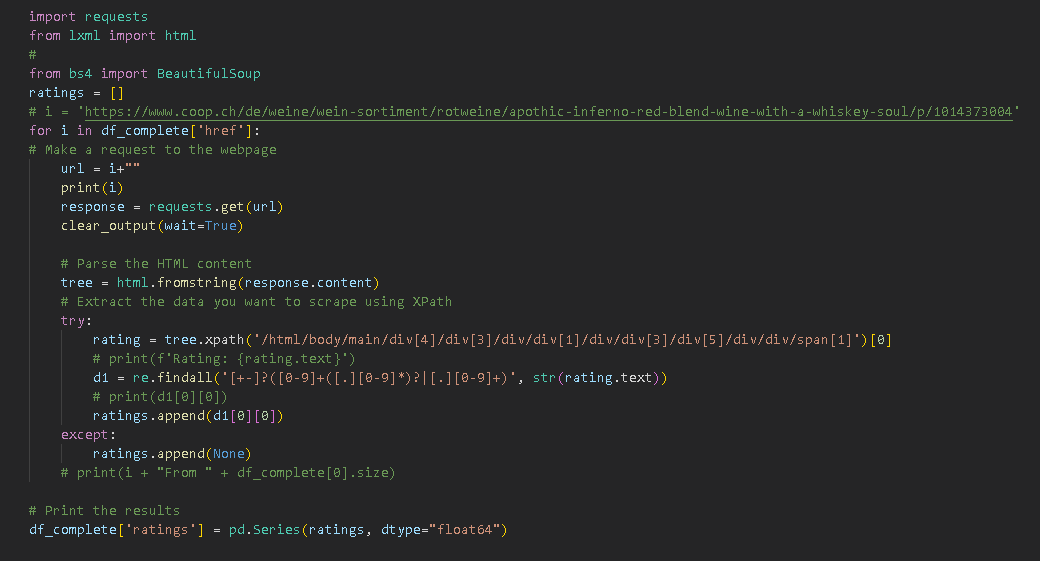 import requests
from lxml import html
#
from bs4 import BeautifulSoup
ratings = []
# i = 'https://www.coop.ch/de/weine/wein-sortiment/rotweine/apothic-inferno-red-blend-wine-with-a-whiskey-soul/p/1014373004'
for i in df_complete['href']:
# Make a request to the webpage
    url = i+""
    print(i)
    response = requests.get(url)
    clear_output(wait=True)

    # Parse the HTML content
    tree = html.fromstring(response.content)
    # Extract the data you want to scrape using XPath
    try:
        rating = tree.xpath('/html/body/main/div[4]/div[3]/div/div[1]/div/div[3]/div[5]/div/div/span[1]')[0]
        # print(f'Rating: {rating.text}')
        d1 = re.findall('[+-]?([0-9]+([.][0-9]*)?|[.][0-9]+)', str(rating.text))
        # print(d1[0][0])
        ratings.append(d1[0][0])
    except:
        ratings.append(None)
    # print(i + "From " + df_complete[0].size)

# Print the results
df_complete['ratings'] = pd.Series(ratings, dtype="float64")